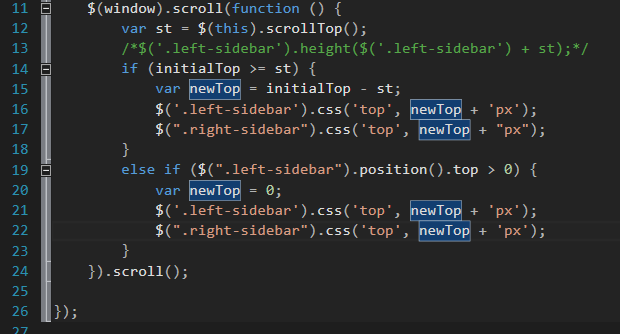 11 $(window).scroll(function () {
12 var st = $(this).scrollTop();
13 /*$('.left-sidebar').height($('.left-sidebar') + st);*/
14 if (initialTop >= st) {
15 var newTop = initialTop - st;
16 $('.left-sidebar').css('top', newTop + 'px');
17 $(".right-sidebar").css('top', newTop + "px");
18 }
19 else if ($(".left-sidebar").position().top > 0) {
20 var newTop = 0;
21 $('.left-sidebar').css('top', newTop + 'px');
22 $(".right-sidebar").css('top', newTop + 'px');
23 }
24 }).scroll();
25
26 });
27